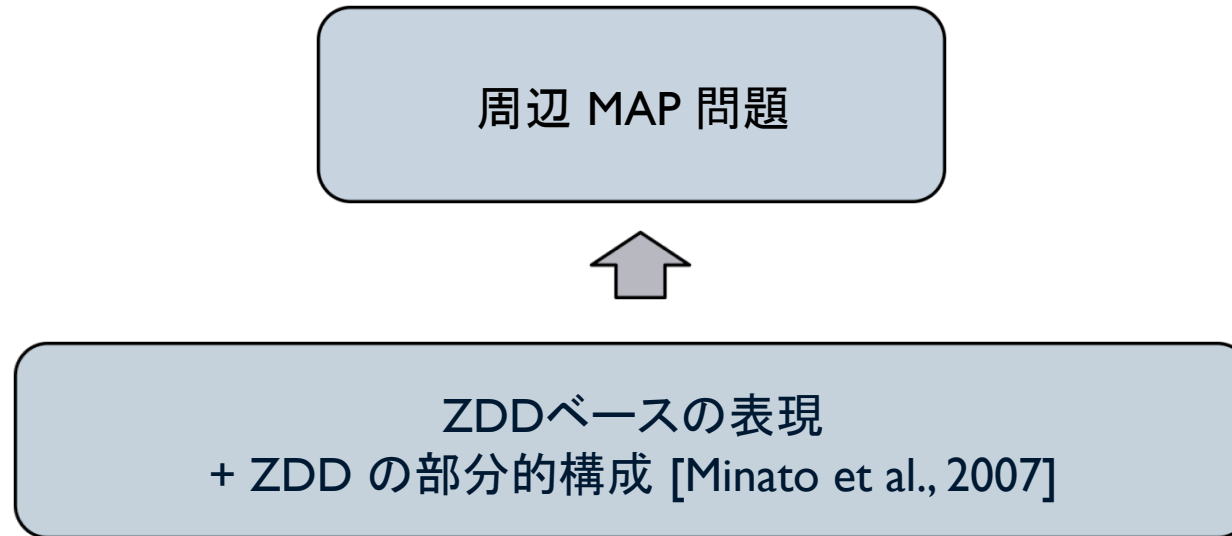 周辺 MAP 問題
ZDDベースの表現
+ ZDD の部分的構成 [Minato et al., 2007]